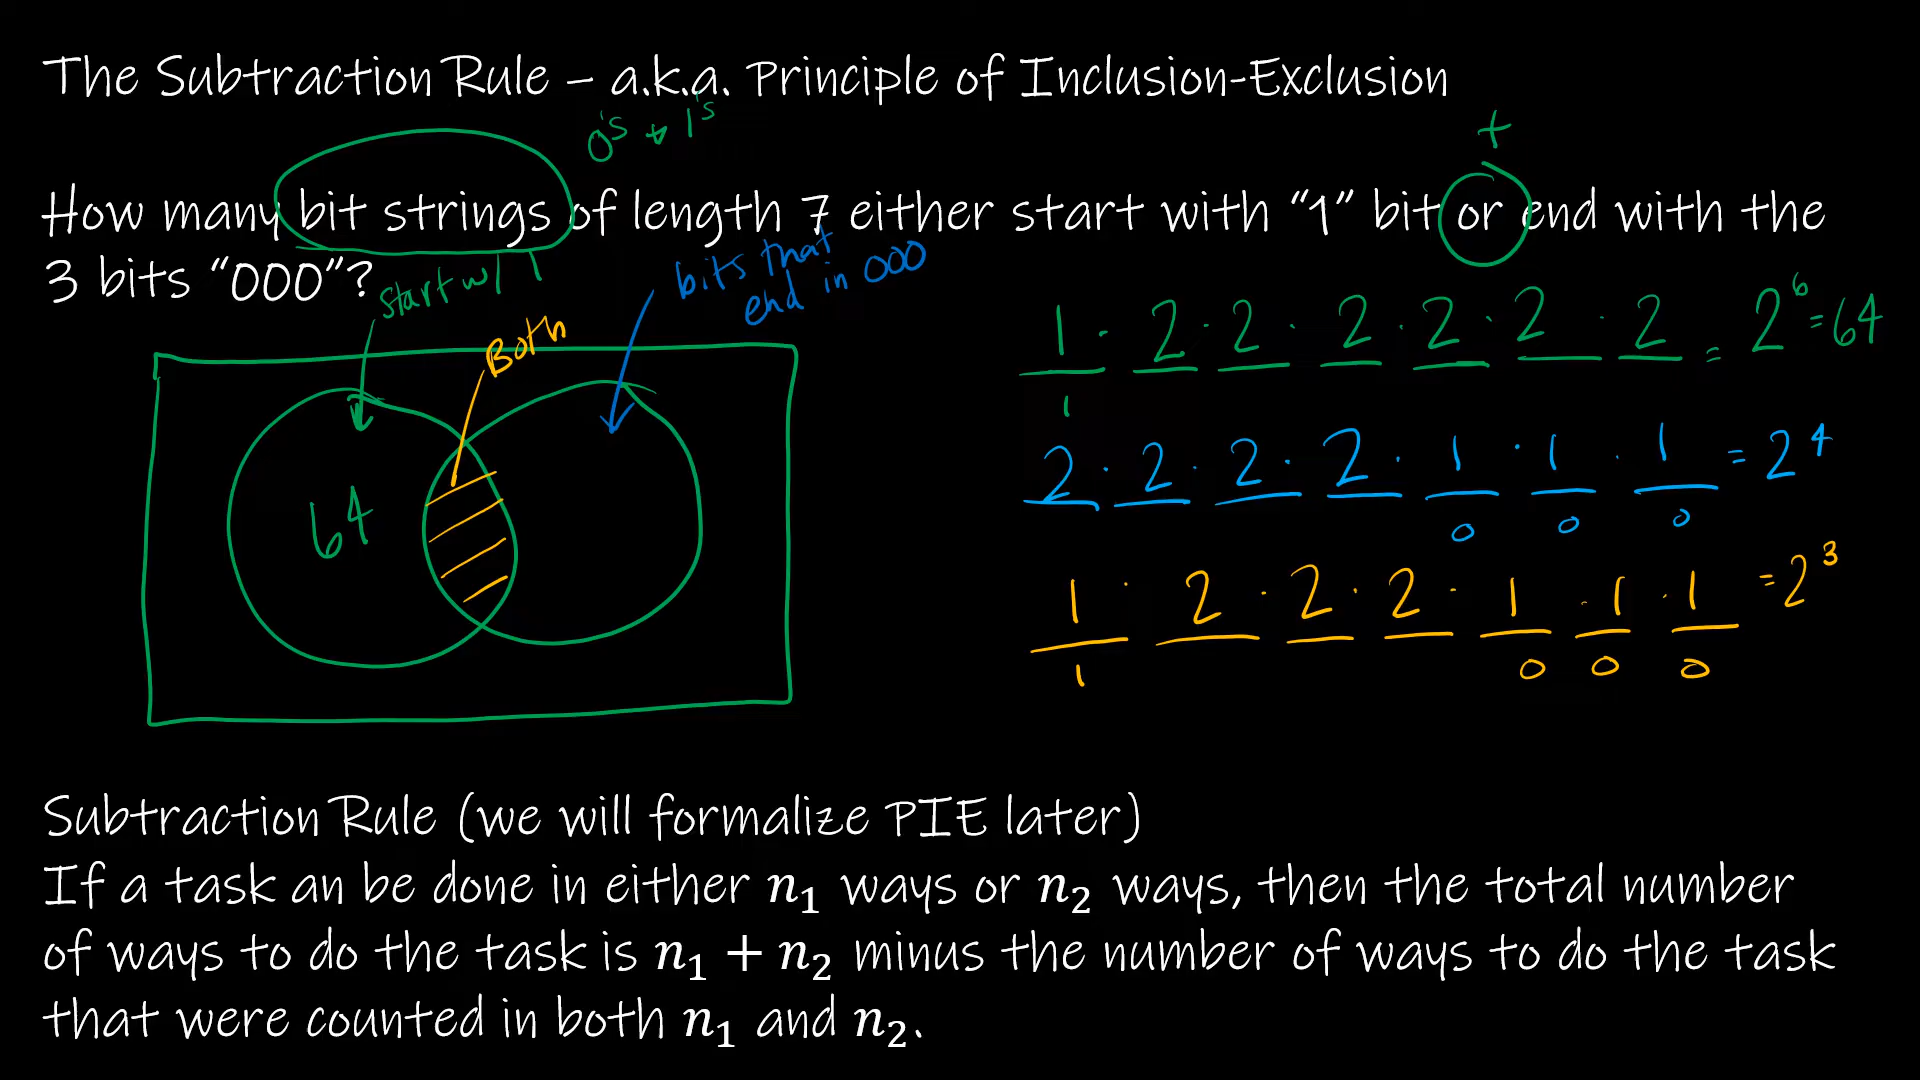 The Subtraction Rule – a.k.a. Principle of Inclusion-Exclusion
0's + 1's
+
How many bit strings of length 7 either start with “1” bit or end with the
3 bits “000”?
start w/ 1
bits that
end in 000
Both
64
1 · 2 · 2 · 2 · 2 · 2 · 2 = 2^6 = 64
1
2 · 2 · 2 · 2 · 1 · 1 · 1 = 2^4
0 0 0
1 · 2 · 2 · 2 · 1 · 1 · 1 = 2^3
1 0 0 0
Subtraction Rule (we will formalize PIE later)
If a task an be done in either n₁ ways or n₂ ways, then the total number
of ways to do the task is n₁ + n₂ minus the number of ways to do the task
that were counted in both n₁ and n₂.